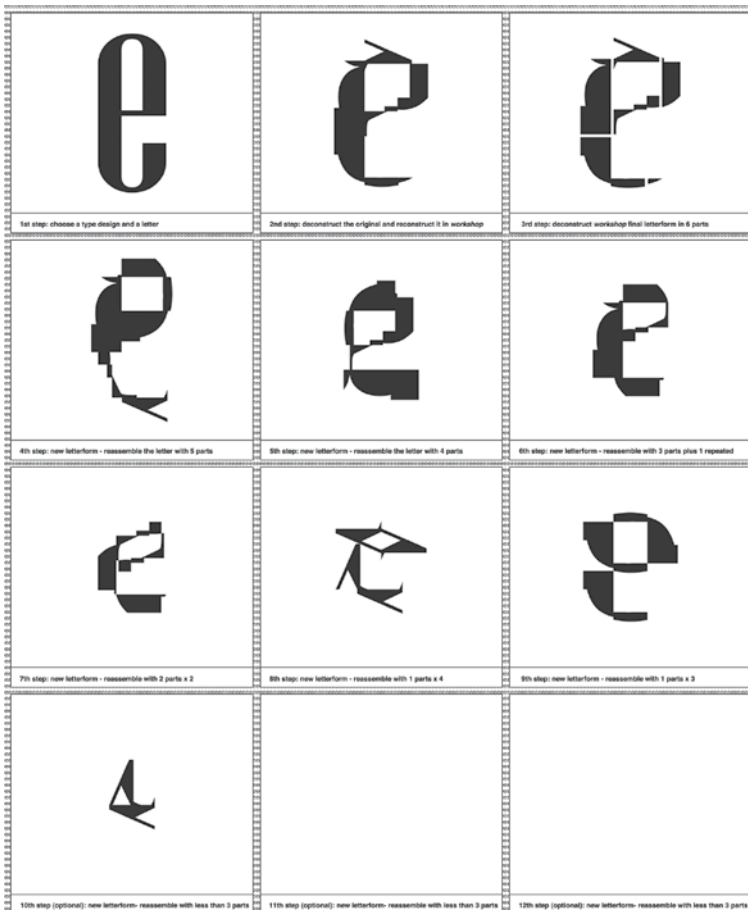 e
1st step: choose a type design and a letter
2nd step: deconstruct the original and reconstruct it in workshop
3rd step: deconstruct workshop final letterform in 6 parts
4th step: new letterform - reassemble the letter with 5 parts
5th step: new letterform - reassemble the letter with 4 parts
6th step: new letterform - reassemble with 3 parts plus 1 repeated
7th step: new letterform - reassemble with 2 parts x 2
8th step: new letterform - reassemble with 1 parts x 4
9th step: new letterform - reassemble with 1 parts x 3
10th step (optional): new letterform- reassemble with less than 3 parts
11th step (optional): new letterform- reassemble with less than 3 parts
12th step (optional): new letterform- reassemble with less than 3 parts